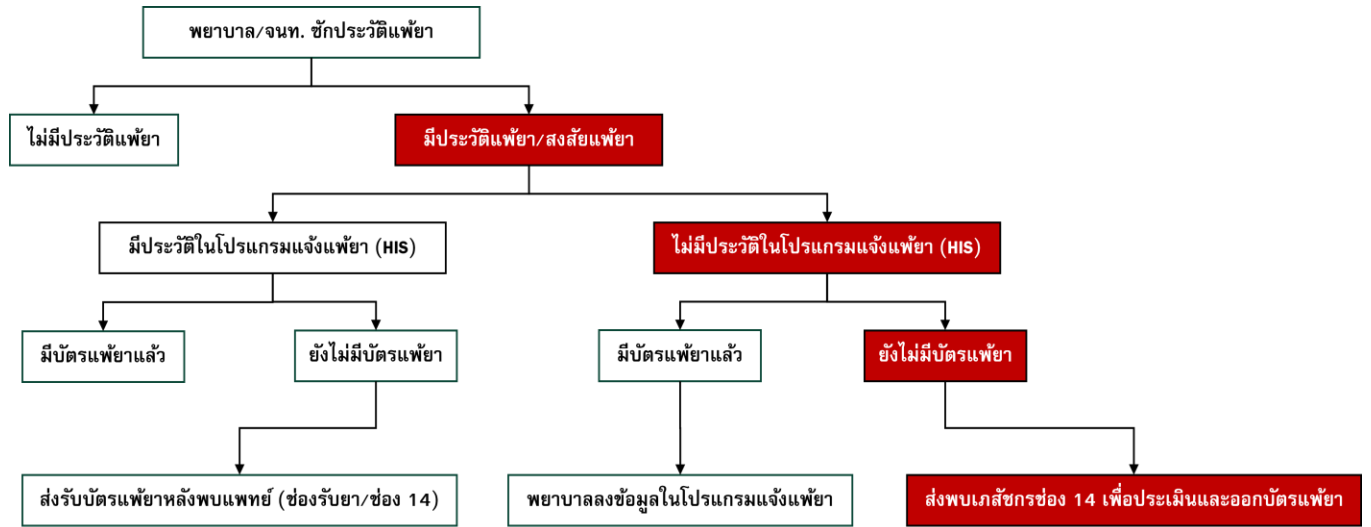 พยาบาล/จนท. ซักประวัติแพ้ยา
ไม่มีประวัติแพ้ยา
มีประวัติแพ้ยา/สงสัยแพ้ยา
มีประวัติในโปรแกรมแจ้งแพ้ยา (HIS)
ไม่มีประวัติในโปรแกรมแจ้งแพ้ยา (HIS)
มีบัตรแพ้ยาแล้ว
ยังไม่มีบัตรแพ้ยา
มีบัตรแพ้ยาแล้ว
ยังไม่มีบัตรแพ้ยา
ส่งรับบัตรแพ้ยาหลังพบแพทย์ (ช่องรับยา/ช่อง 14)
พยาบาลลงข้อมูลในโปรแกรมแจ้งแพ้ยา
ส่งพบเภสัชกรช่อง 14 เพื่อประเมินและออกบัตรแพ้ยา